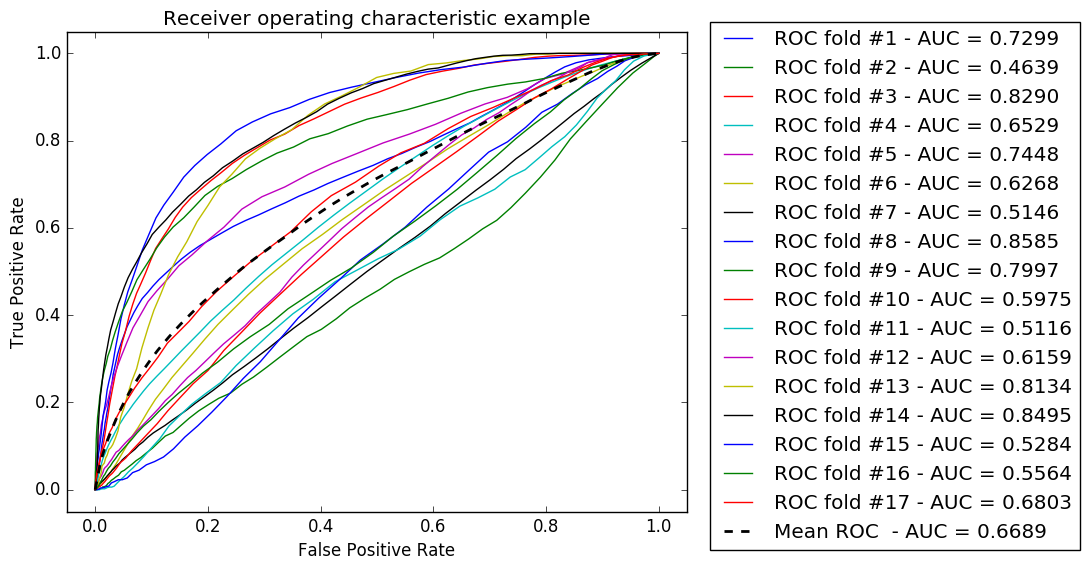 Receiver operating characteristic example
True Positive Rate
1.0
0.8
0.6
0.4
0.2
0.0
0.0 0.2 0.4 0.6 0.8 1.0
False Positive Rate
ROC fold #1 - AUC = 0.7299
ROC fold #2 - AUC = 0.4639
ROC fold #3 - AUC = 0.8290
ROC fold #4 - AUC = 0.6529
ROC fold #5 - AUC = 0.7448
ROC fold #6 - AUC = 0.6268
ROC fold #7 - AUC = 0.5146
ROC fold #8 - AUC = 0.8585
ROC fold #9 - AUC = 0.7997
ROC fold #10 - AUC = 0.5975
ROC fold #11 - AUC = 0.5116
ROC fold #12 - AUC = 0.6159
ROC fold #13 - AUC = 0.8134
ROC fold #14 - AUC = 0.8495
ROC fold #15 - AUC = 0.5284
ROC fold #16 - AUC = 0.5564
ROC fold #17 - AUC = 0.6803
Mean ROC  - AUC = 0.6689